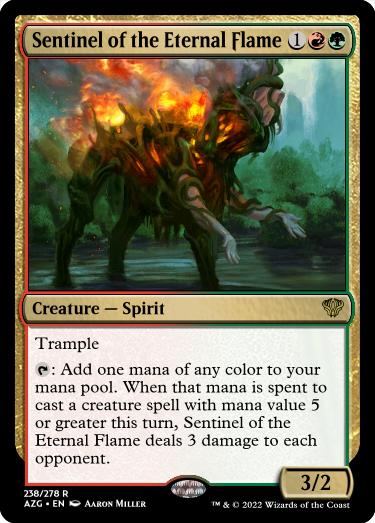 Sentinel of the Eternal Flame 1
Creature — Spirit
Trample
: Add one mana of any color to your
mana pool. When that mana is spent to
cast a creature spell with mana value 5
or greater this turn, Sentinel of the
Eternal Flame deals 3 damage to each
opponent.
3/2
238/278 R
AZG • EN Aaron Miller
™ & © 2022 Wizards of the Coast